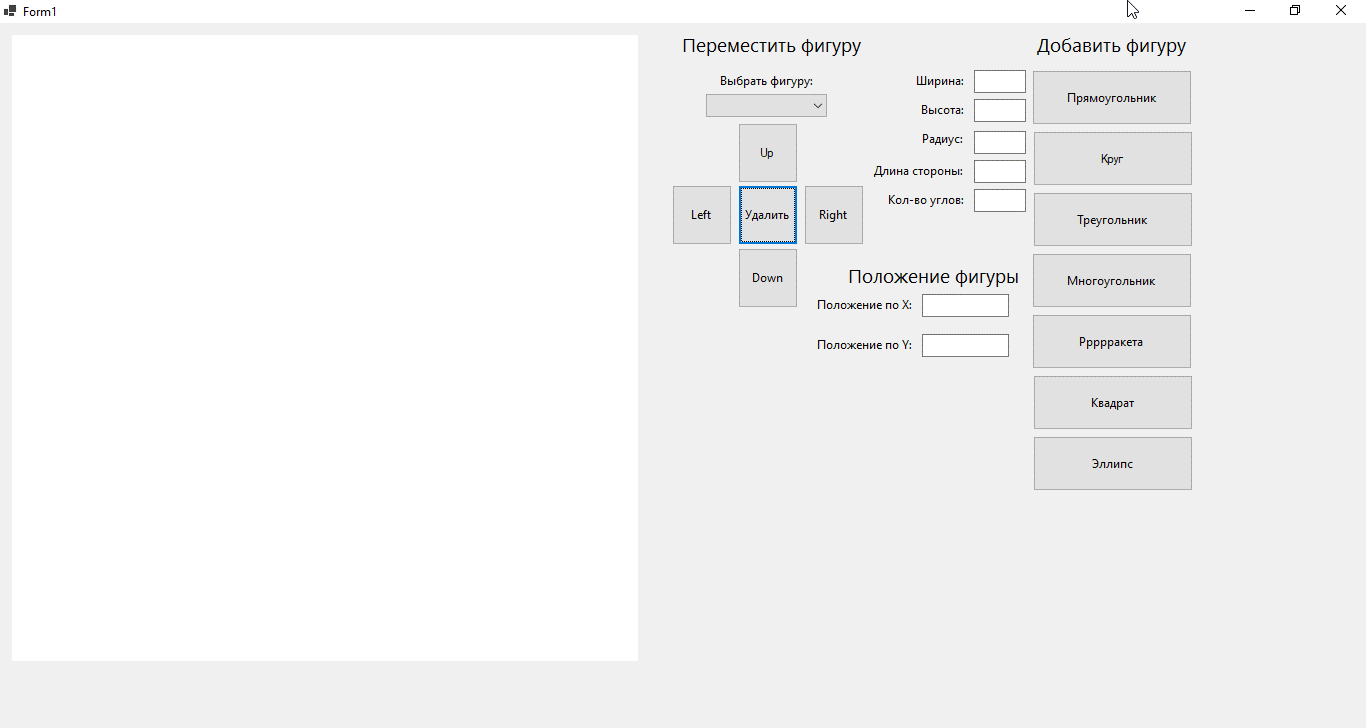 Form1
Переместить фигуру
Добавить фигуру
Выбрать фигуру:
Ширина:
Высота:
Радиус:
Длина стороны:
Кол-во углов:
Up
Left
Удалить
Right
Down
Положение фигуры
Положение по X:
Положение по Y:
Прямоугольник
Круг
Треугольник
Многоугольник
Рррррракета
Квадрат
Эллипс